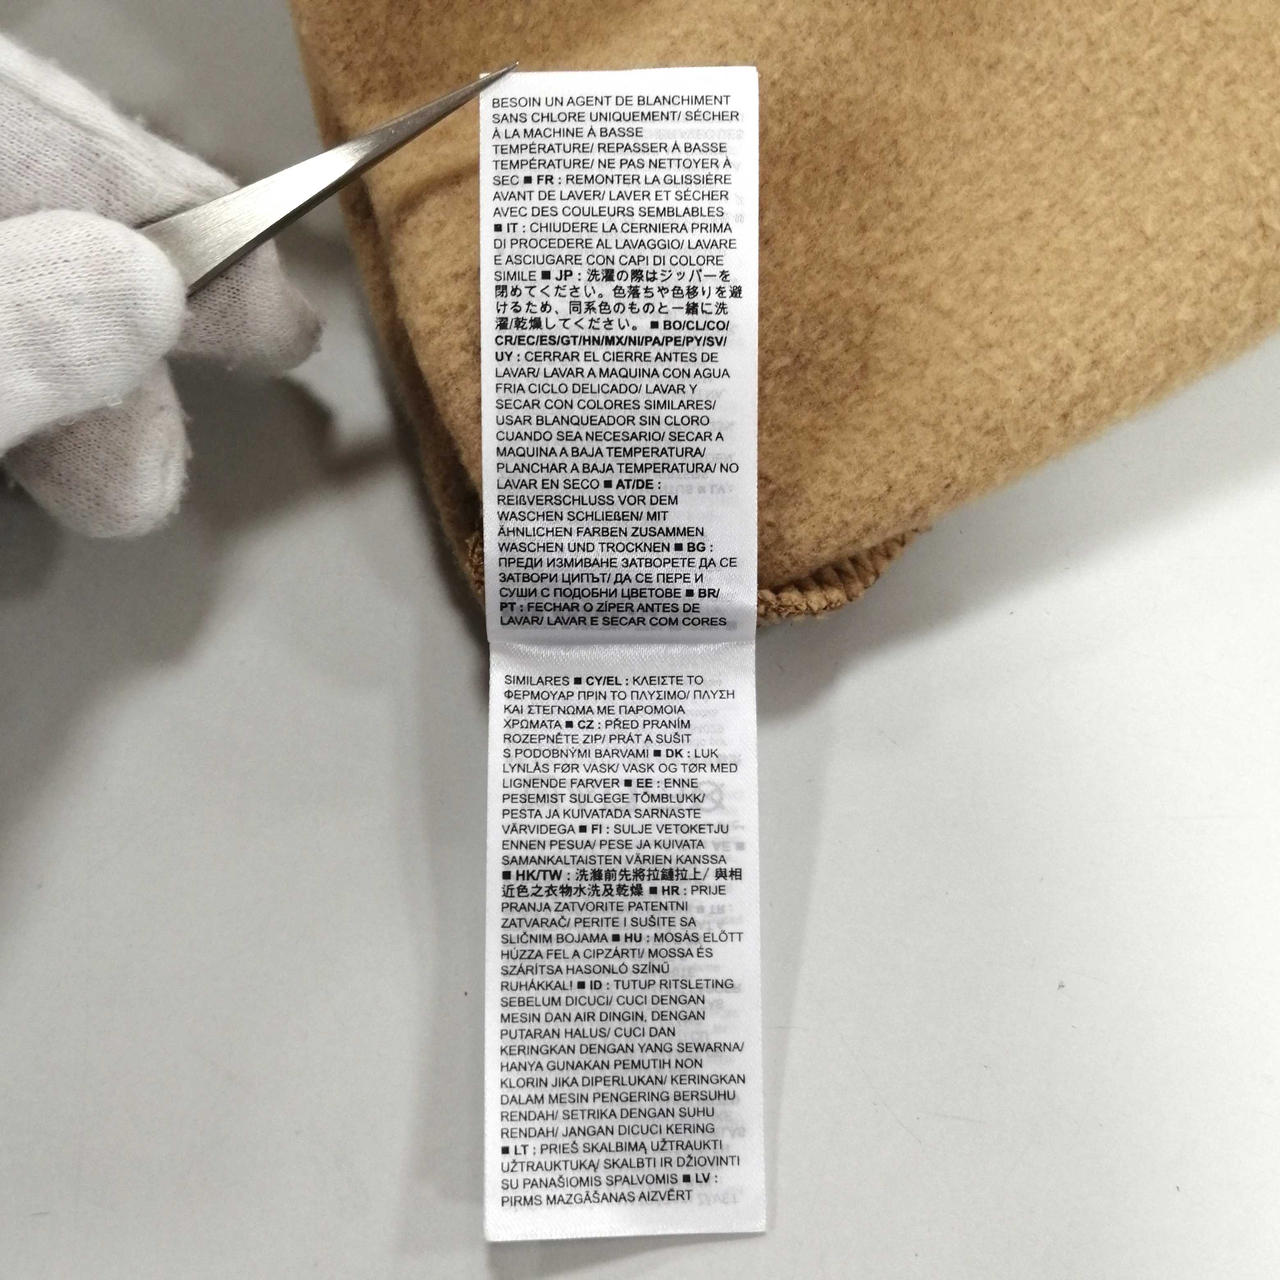 BESOIN UN AGENT DE BLANCHIMENT
SANS CHLORE UNIQUEMENT/ SÉCHER
À LA MACHINE À BASSE
TEMPÉRATURE/ REPASSER À BASSE
TEMPÉRATURE/ NE PAS NETTOYER À
SEC ■ FR : REMONTER LA GLISSIÈRE
AVANT DE LAVER/ LAVER ET SÉCHER
AVEC DES COULEURS SEMBLABLES
■ IT : CHIUDERE LA CERNIERA PRIMA
DI PROCEDERE AL LAVAGGIO/ LAVARE
E ASCIUGARE CON CAPI DI COLORE
SIMILE ■ JP : 洗濯の際はジッパーを
閉めてください。色落ちや色移りを避
けるため、同系色のものと一緒に洗
濯/乾燥してください。 ■ BO/CL/CO/
CR/EC/ES/GT/HN/MX/NI/PA/PE/PY/SV/
UY : CERRAR EL CIERRE ANTES DE
LAVAR/ LAVAR A MAQUINA CON AGUA
FRIA CICLO DELICADO/ LAVAR Y
SECAR CON COLORES SIMILARES/
USAR BLANQUEADOR SIN CLORO
CUANDO SEA NECESARIO/ SECAR A
MAQUINA A BAJA TEMPERATURA/
PLANCHAR A BAJA TEMPERATURA/ NO
LAVAR EN SECO ■ AT/DE :
REIßVERSCHLUSS VOR DEM
WASCHEN SCHLIEßEN/ MIT
ÄHNLICHEN FARBEN ZUSAMMEN
WASCHEN UND TROCKNEN ■ BG :
ПРЕДИ ИЗМИВАНЕ ЗАТВОРЕТЕ ДА СЕ
ЗАТВОРИ ЦИПЪТ/ ДА СЕ ПЕРЕ И
СУШИ С ПОДОБНИ ЦВЕТОВЕ ■ BR/
PT : FECHAR O ZÍPER ANTES DE
LAVAR/ LAVAR E SECAR COM CORES
SIMILARES ■ CY/EL : ΚΛΕΙΣΤΕ ΤΟ
ΦΕΡΜΟΥΑΡ ΠΡΙΝ ΤΟ ΠΛΥΣΙΜΟ/ ΠΛΥΣΗ
ΚΑΙ ΣΤΕΓΝΩΜΑ ΜΕ ΠΑΡΟΜΟΙΑ
ΧΡΩΜΑΤΑ ■ CZ : PŘED PRANÍM
ROZEPNĚTE ZIP/ PRÁT A SUŠIT
S PODOBNÝMI BARVAMI ■ DK : LUK
LYNLÅS FØR VASK/ VASK OG TØR MED
LIGNENDE FARVER ■ EE : ENNE
PESEMIST SULGEGE TÕMBLUKK/
PESTA JA KUIVATADA SARNASTE
VÄRVIDEGA ■ FI : SULJE VETOKETJU
ENNEN PESUA/ PESE JA KUIVATA
SAMANKALTAISTEN VÄRIEN KANSSA
■ HK/TW : 洗滌前先將拉鏈拉上/ 與相
近色之衣物水洗及乾燥 ■ HR : PRIJE
PRANJA ZATVORITE PATENTNI
ZATVARAČ/ PERITE I SUŠITE SA
SLIČNIM BOJAMA ■ HU : MOSÁS ELŐTT
HÚZZA FEL A CIPZÁRT/ MOSSA ÉS
SZÁRÍTSA HASONLÓ SZÍNŰ
RUHÁKKAL! ■ ID : TUTUP RITSLETING
SEBELUM DICUCI/ CUCI DENGAN
MESIN DAN AIR DINGIN, DENGAN
PUTARAN HALUS/ CUCI DAN
KERINGKAN DENGAN YANG SEWARNA/
HANYA GUNAKAN PEMUTIH NON
KLORIN JIKA DIPERLUKAN/ KERINGKAN
DALAM MESIN PENGERING BERSUHU
RENDAH/ SETRIKA DENGAN SUHU
RENDAH/ JANGAN DICUCI KERING
■ LT : PRIEŠ SKALBIMĄ UŽTRAUKTI
UŽTRAUKTUKĄ/ SKALBTI IR DŽIOVINTI
SU PANAŠIOMIS SPALVOMIS ■ LV :
PIRMS MAZGĀŠANAS AIZVĒRT